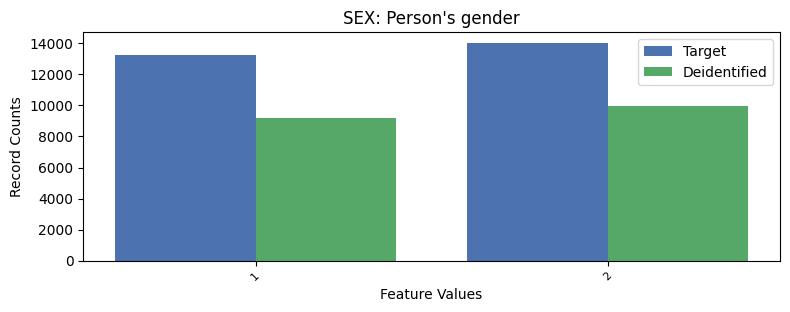 SEX: Person's gender
Target
Deidentified
Record Counts
14000
12000
10000
8000
6000
4000
2000
0
1
2
Feature Values